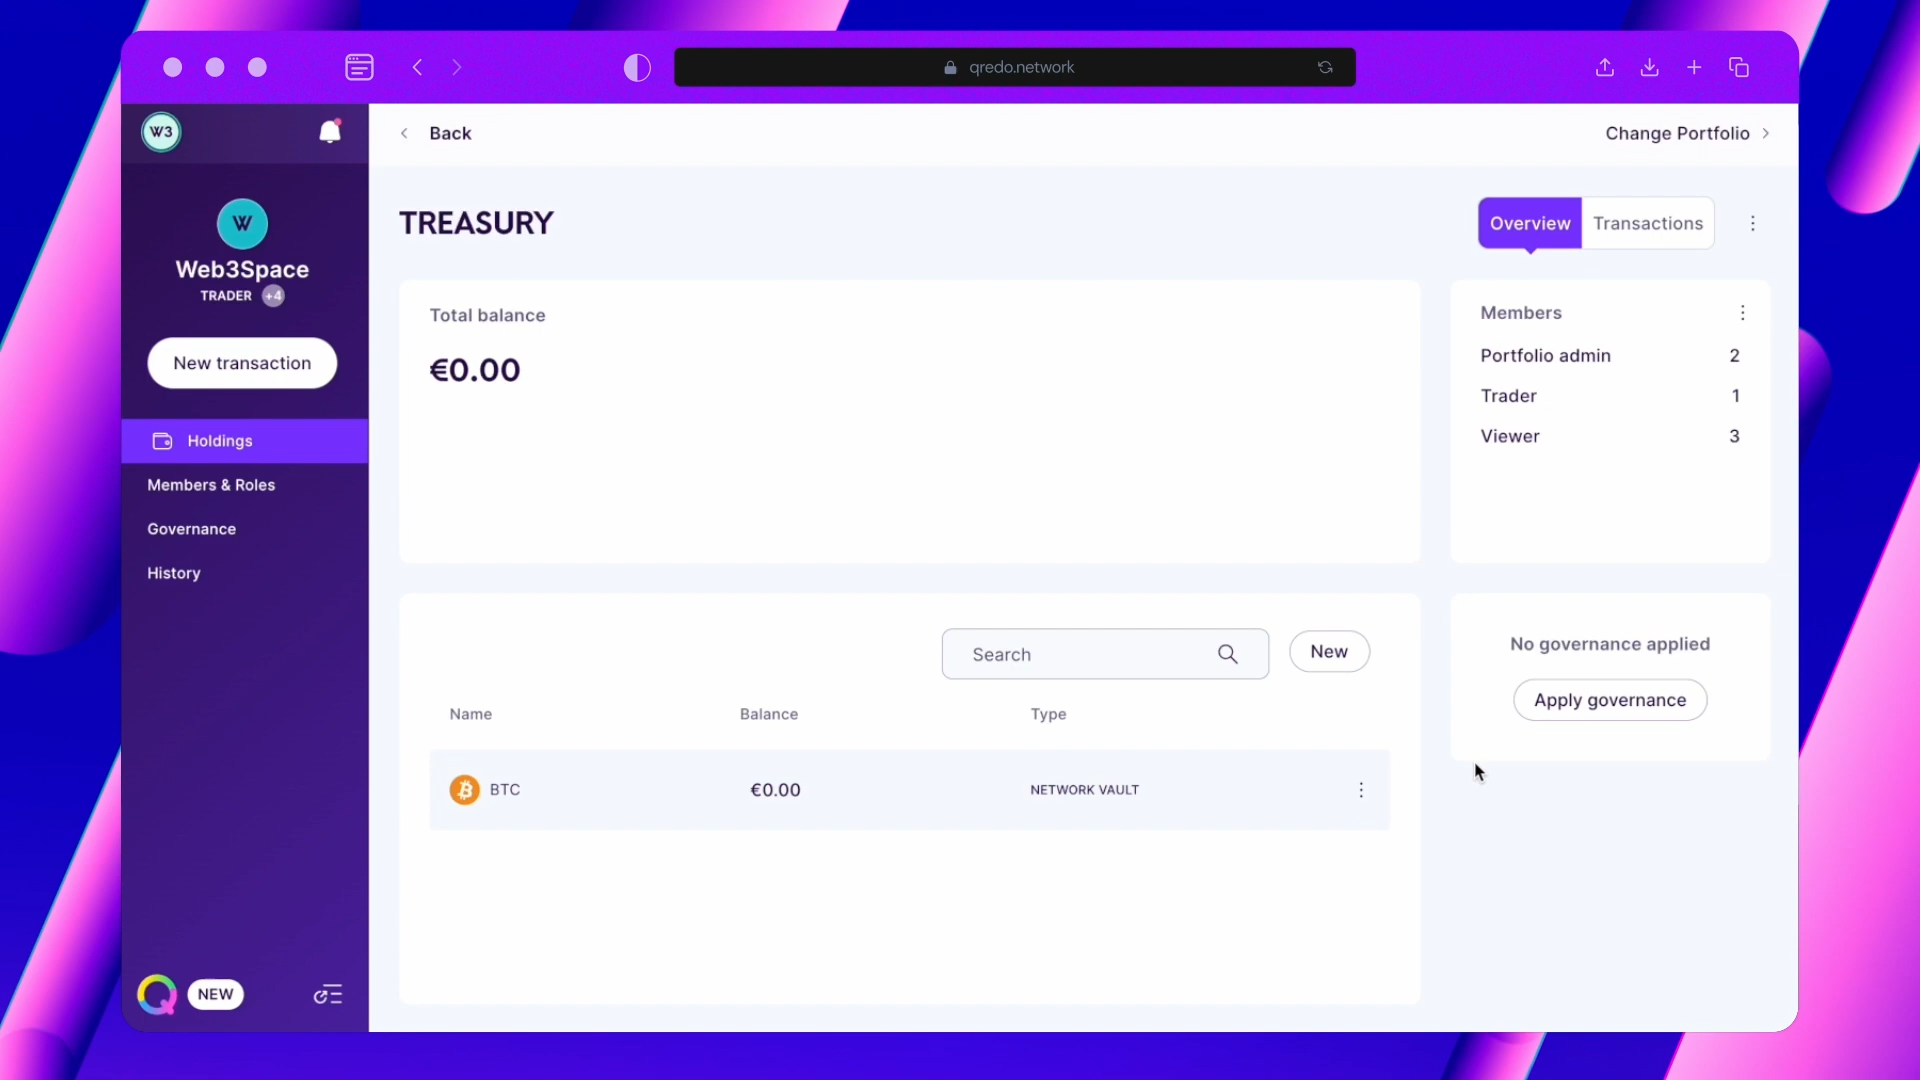 qredo.network
W3
Back
Change Portfolio
W
Web3Space
TRADER +4
New transaction
Holdings
Members & Roles
Governance
History
NEW
TREASURY
Overview
Transactions
Total balance
€0.00
Members
Portfolio admin 2
Trader 1
Viewer 3
Search
New
Name Balance Type
BTC €0.00 NETWORK VAULT
No governance applied
Apply governance